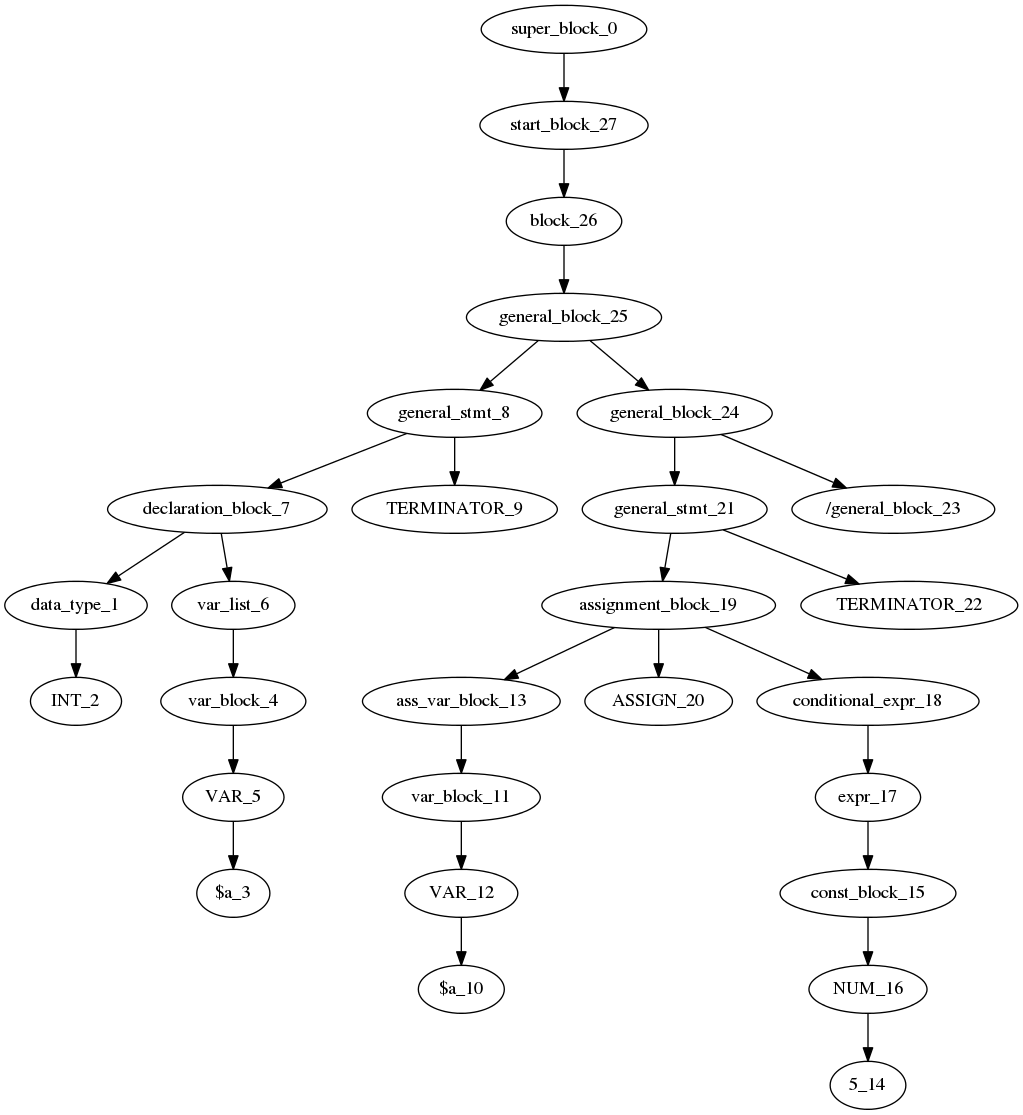 super_block_0
start_block_27
block_26
general_block_25
general_stmt_8
general_block_24
declaration_block_7
TERMINATOR_9
general_stmt_21
/general_block_23
data_type_1
var_list_6
assignment_block_19
TERMINATOR_22
INT_2
var_block_4
ass_var_block_13
ASSIGN_20
conditional_expr_18
VAR_5
var_block_11
expr_17
$a_3
VAR_12
const_block_15
$a_10
NUM_16
5_14